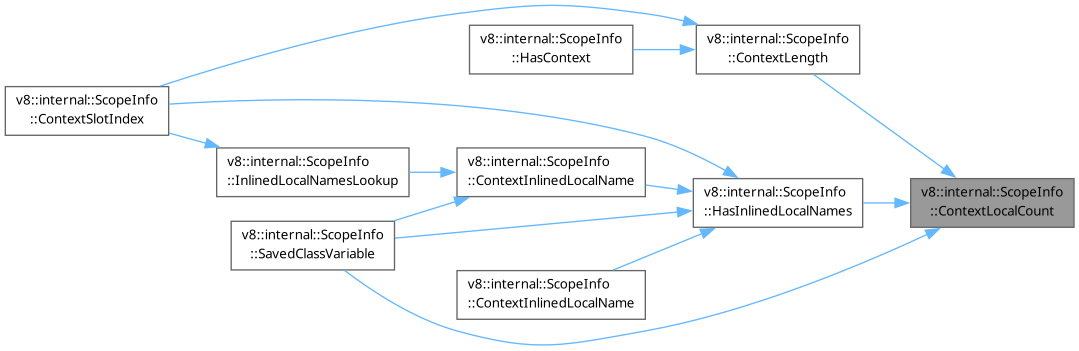 v8::internal::ScopeInfo
::HasContext
v8::internal::ScopeInfo
::ContextLength
v8::internal::ScopeInfo
::ContextSlotIndex
v8::internal::ScopeInfo
::InlinedLocalNamesLookup
v8::internal::ScopeInfo
::ContextInlinedLocalName
v8::internal::ScopeInfo
::HasInlinedLocalNames
v8::internal::ScopeInfo
::ContextLocalCount
v8::internal::ScopeInfo
::SavedClassVariable
v8::internal::ScopeInfo
::ContextInlinedLocalName